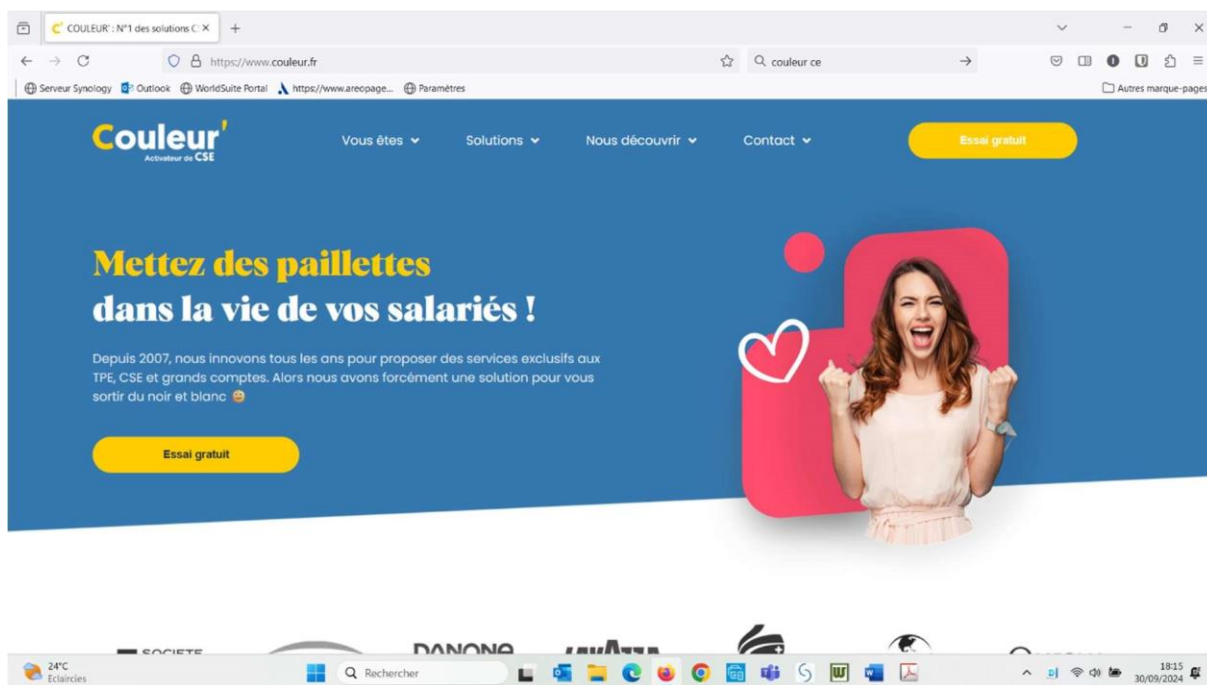 COULEUR' : N°1 des solutions C
https://www.couleur.fr
couleur ce
Serveur Synology Outlook WorldSuite Portal https://www.areopage... Paramètres
Autres marque-pages
Couleur'
Activateur de CSE
Vous êtes Solutions Nous découvrir Contact Essai gratuit
Mettez des paillettes
dans la vie de vos salariés !
Depuis 2007, nous innovons tous les ans pour proposer des services exclusifs aux
TPE, CSE et grands comptes. Alors nous avons forcément une solution pour vous
sortir du noir et blanc
Essai gratuit
SOCIETE DANONE LAVAZZA
24°C
Eclaircies
Rechercher
18:15
30/09/2024